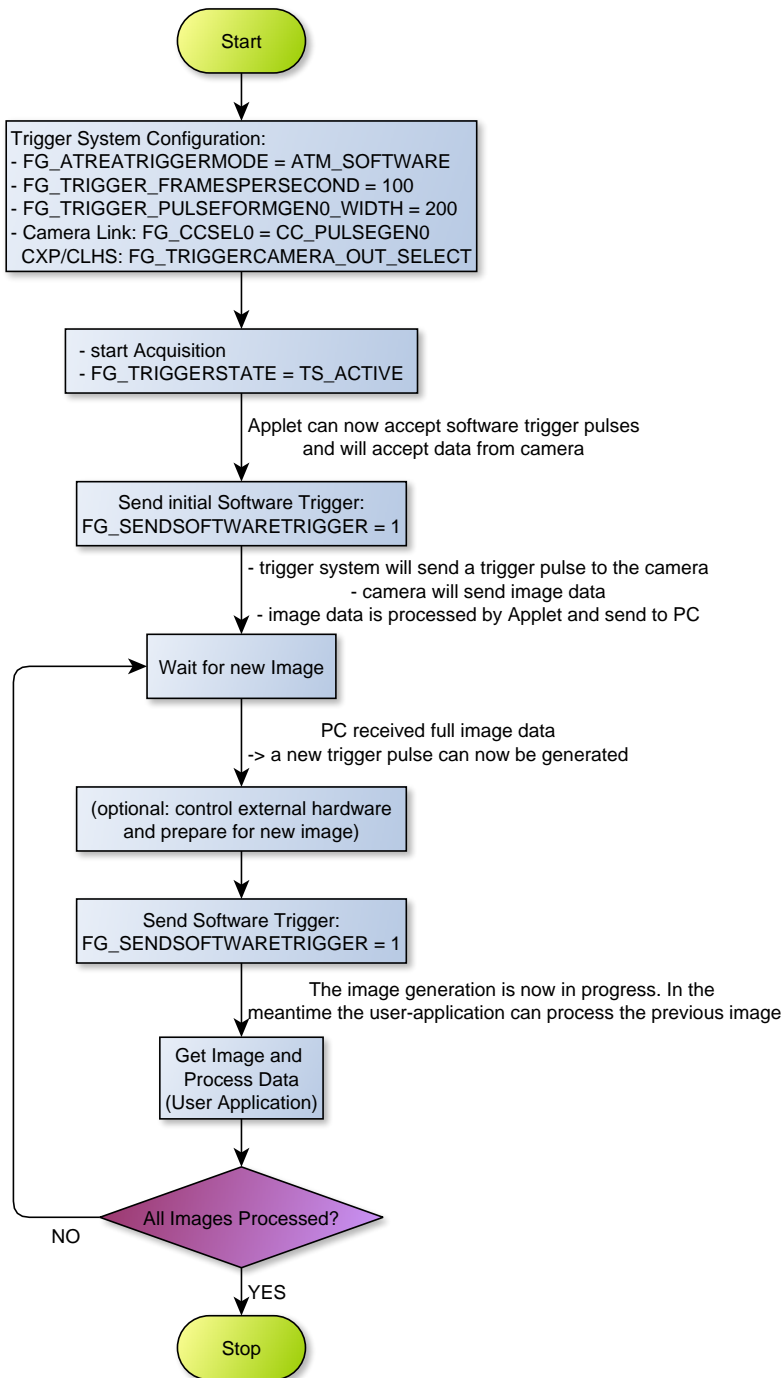 Start
Trigger System Configuration:
- FG_ATREATRIGGERMODE = ATM_SOFTWARE
- FG_TRIGGER_FRAMESPERSECOND = 100
- FG_TRIGGER_PULSEFORMGEN0_WIDTH = 200
- Camera Link: FG_CCSEL0 = CC_PULSEGEN0
CXP/CLHS: FG_TRIGGERCAMERA_OUT_SELECT
- start Acquisition
- FG_TRIGGERSTATE = TS_ACTIVE
Applet can now accept software trigger pulses
and will accept data from camera
Send initial Software Trigger:
FG_SENDSOFTWARETRIGGER = 1
- trigger system will send a trigger pulse to the camera
- camera will send image data
- image data is processed by Applet and send to PC
Wait for new Image
PC received full image data
-> a new trigger pulse can now be generated
(optional: control external hardware
and prepare for new image)
Send Software Trigger:
FG_SENDSOFTWARETRIGGER = 1
The image generation is now in progress. In the
meantime the user-application can process the previous image
Get Image and
Process Data
(User Application)
All Images Processed?
NO
YES
Stop